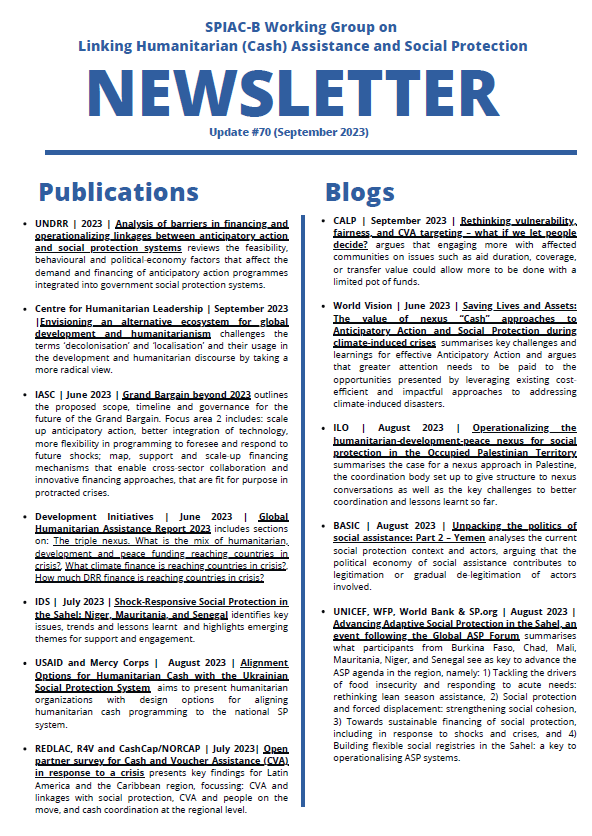 SPIAC-B Working Group on
Linking Humanitarian (Cash) Assistance and Social Protection
NEWSLETTER
Update #70 (September 2023)
Publications
• UNDRR | 2023 | Analysis of barriers in financing and
operationalizing linkages between anticipatory action
and social protection systems reviews the feasibility,
behavioural and political-economy factors that affect the
demand and financing of anticipatory action programmes
integrated into government social protection systems.
• Centre for Humanitarian Leadership | September 2023
|Envisioning an alternative ecosystem for global
development and humanitarianism challenges the
terms ‘decolonisation’ and ‘localisation’ and their usage in
the development and humanitarian discourse by taking a
more radical view.
• IASC | June 2023 | Grand Bargain beyond 2023 outlines
the proposed scope, timeline and governance for the
future of the Grand Bargain. Focus area 2 includes: scale
up anticipatory action, better integration of technology,
more flexibility in programming to foresee and respond to
future shocks; map, support and scale-up financing
mechanisms that enable cross-sector collaboration and
innovative financing approaches, that are fit for purpose in
protracted crises.
• Development Initiatives | June 2023 | Global
Humanitarian Assistance Report 2023 includes sections
on: The triple nexus. What is the mix of humanitarian,
development and peace funding reaching countries in
crisis?, What climate finance is reaching countries in crisis?,
How much DRR finance is reaching countries in crisis?
• IDS | July 2023 | Shock-Responsive Social Protection in
the Sahel: Niger, Mauritania, and Senegal identifies key
issues, trends and lessons learnt and highlights emerging
themes for support and engagement.
• USAID and Mercy Corps | August 2023 | Alignment
Options for Humanitarian Cash with the Ukrainian
Social Protection System aims to present humanitarian
organizations with design options for aligning
humanitarian cash programming to the national SP
system.
• REDLAC, R4V and CashCap/NORCAP | July 2023| Open
partner survey for Cash and Voucher Assistance (CVA)
in response to a crisis presents key findings for Latin
America and the Caribbean region, focussing: CVA and
linkages with social protection, CVA and people on the
move, and cash coordination at the regional level.
Blogs
• CALP | September 2023 | Rethinking vulnerability,
fairness, and CVA targeting – what if we let people
decide? argues that engaging more with affected
communities on issues such as aid duration, coverage,
or transfer value could allow more to be done with a
limited pot of funds.
• World Vision | June 2023 | Saving Lives and Assets:
The value of nexus “Cash” approaches to
Anticipatory Action and Social Protection during
climate-induced crises summarises key challenges and
learnings for effective Anticipatory Action and argues
that greater attention needs to be paid to the
opportunities presented by leveraging existing cost-
efficient and impactful approaches to addressing
climate-induced disasters.
• ILO | August 2023 | Operationalizing the
humanitarian-development-peace nexus for social
protection in the Occupied Palestinian Territory
summarises the case for a nexus approach in Palestine,
the coordination body set up to give structure to nexus
conversations as well as the key challenges to better
coordination and lessons learnt so far.
• BASIC | August 2023 | Unpacking the politics of
social assistance: Part 2 – Yemen analyses the current
social protection context and actors, arguing that the
political economy of social assistance contributes to
legitimation or gradual de-legitimation of actors
involved.
• UNICEF, WFP, World Bank & SP.org | August 2023 |
Advancing Adaptive Social Protection in the Sahel, an
event following the Global ASP Forum summarises
what participants from Burkina Faso, Chad, Mali,
Mauritania, Niger, and Senegal see as key to advance the
ASP agenda in the region, namely: 1) Tackling the drivers
of food insecurity and responding to acute needs:
rethinking lean season assistance, 2) Social protection
and forced displacement: strengthening social cohesion,
3) Towards sustainable financing of social protection,
including in response to shocks and crises, and 4)
Building flexible social registries in the Sahel: a key to
operationalising ASP systems.